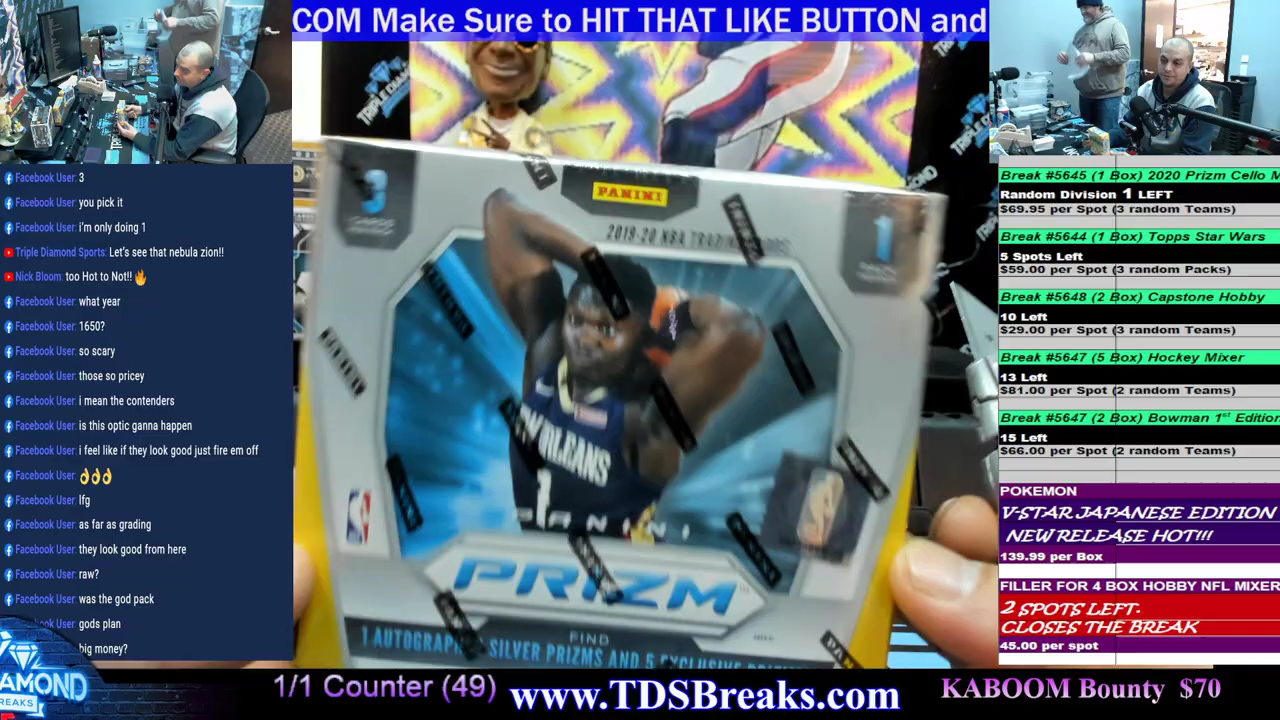 COM Make Sure to HIT THAT LIKE BUTTON and
Facebook User: 3
Facebook User: you pick it
Facebook User: i'm only doing 1
Triple Diamond Sports: Let's see that nebula zion!!
Nick Bloom: too Hot to Not!! 🔥
Facebook User: what year
Facebook User: 1650?
Facebook User: so scary
Facebook User: those so pricey
Facebook User: i mean the contenders
Facebook User: is this optic ganna happen
Facebook User: i feel like if they look good just fire em off
Facebook User: 👌👌👌
Facebook User: lfg
Facebook User: as far as grading
Facebook User: they look good from here
Facebook User: raw?
Facebook User: was the god pack
gods plan
big money?
TRIPLE DIAMOND
PANINI
2019-20 NBA TRADING CARDS
NEW ORLEANS
1
PANINI
PRIZM
FIND
1 AUTOGRAPH SILVER PRIZMS AND 5 EXCLUSIVE
Break #5645 (1 Box) 2020 Prizm Cello M
Random Division 1 LEFT
$69.95 per Spot (3 random Teams)
Break #5644 (1 Box) Topps Star Wars
5 Spots Left
$59.00 per Spot (3 random Packs)
Break #5648 (2 Box) Capstone Hobby
10 Left
$29.00 per Spot (3 random Teams)
Break #5647 (5 Box) Hockey Mixer
13 Left
$81.00 per Spot (2 random Teams)
Break #5647 (2 Box) Bowman 1st Edition
15 Left
$66.00 per Spot (2 random Teams)
POKEMON
V-STAR JAPANESE EDITION
NEW RELEASE HOT!!!
139.99 per Box
FILLER FOR 4 BOX HOBBY NFL MIXER
2 SPOTS LEFT.
CLOSES THE BREAK
45.00 per spot
AMOND
BREAKS
1/1 Counter (49)
www.TDSBreaks.com
KABOOM Bounty $70